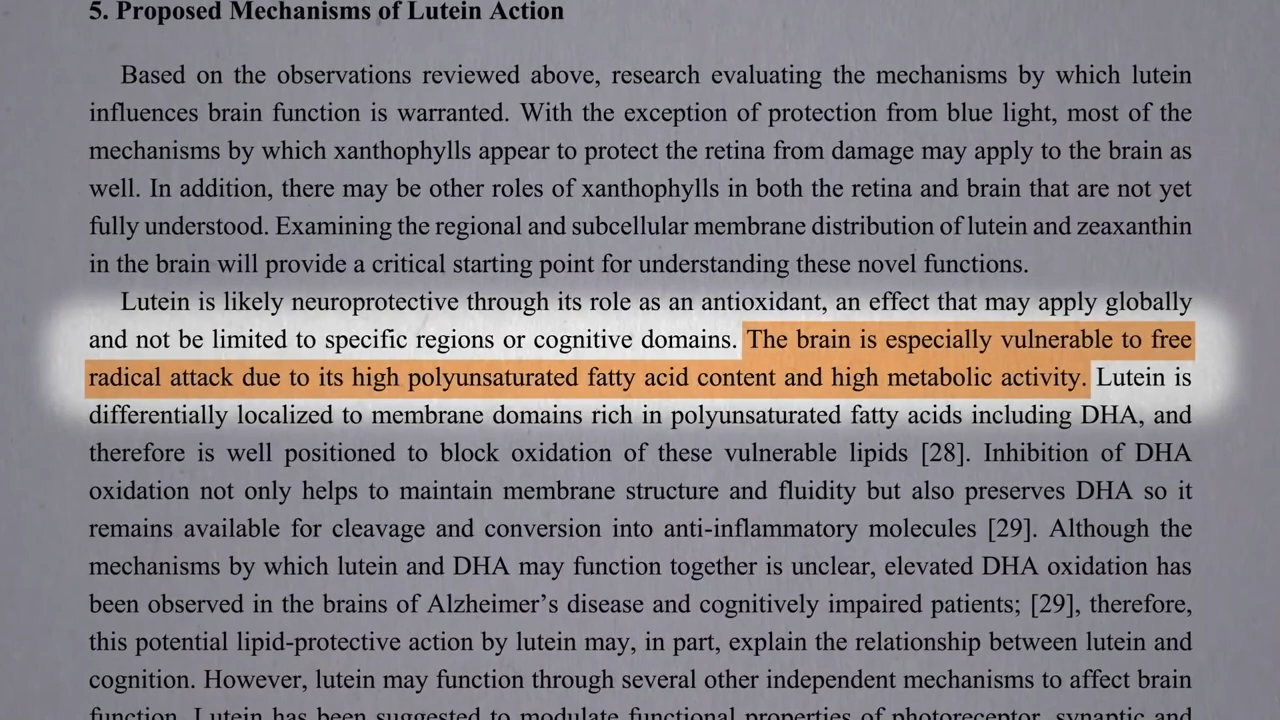 5. Proposed Mechanisms of Lutein Action
Based on the observations reviewed above, research evaluating the mechanisms by which lutein
influences brain function is warranted. With the exception of protection from blue light, most of the
mechanisms by which xanthophylls appear to protect the retina from damage may apply to the brain as
well. In addition, there may be other roles of xanthophylls in both the retina and brain that are not yet
fully understood. Examining the regional and subcellular membrane distribution of lutein and zeaxanthin
in the brain will provide a critical starting point for understanding these novel functions.
Lutein is likely neuroprotective through its role as an antioxidant, an effect that may apply globally
and not be limited to specific regions or cognitive domains. The brain is especially vulnerable to free
radical attack due to its high polyunsaturated fatty acid content and high metabolic activity. Lutein is
differentially localized to membrane domains rich in polyunsaturated fatty acids including DHA, and
therefore is well positioned to block oxidation of these vulnerable lipids [28]. Inhibition of DHA
oxidation not only helps to maintain membrane structure and fluidity but also preserves DHA so it
remains available for cleavage and conversion into anti-inflammatory molecules [29]. Although the
mechanisms by which lutein and DHA may function together is unclear, elevated DHA oxidation has
been observed in the brains of Alzheimer’s disease and cognitively impaired patients; [29], therefore,
this potential lipid-protective action by lutein may, in part, explain the relationship between lutein and
cognition. However, lutein may function through several other independent mechanisms to affect brain
function. Lutein has been suggested to modulate functional properties of photoreceptor, synaptic and